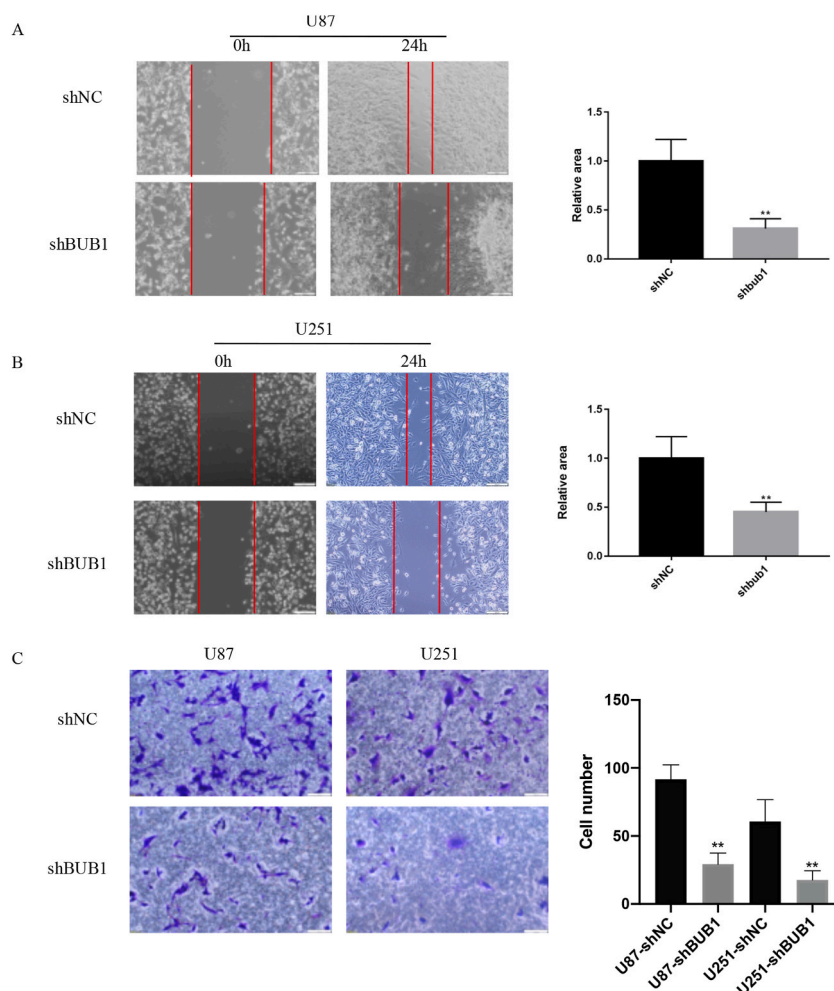 A
U87
0h 24h
shNC
shBUB1
Relative area
1.5
1.0
0.5
0.0
**
shNC
shbub1
B
U251
0h 24h
shNC
shBUB1
Relative area
1.5
1.0
0.5
0.0
**
shNC
shbub1
C
U87 U251
shNC
shBUB1
Cell number
150
100
50
0
**
**
U87-shNC
U87-shBUB1
U251-shNC
U251-shBUB1